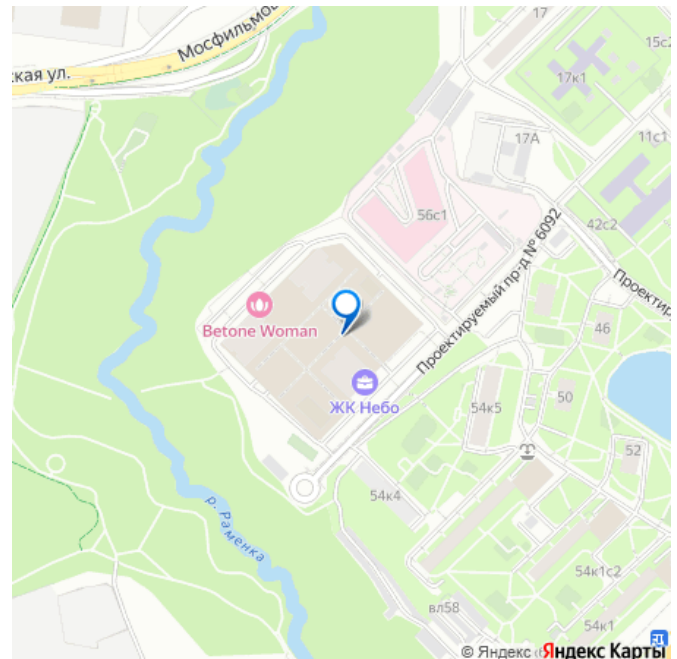 17
15с2
Мосфильмов
ская ул.
17к1
17А
11с1
56с1
42с2
Проектируемый пр-д № 6092
Проектир
Betone Woman
46
ЖК Небо
50
54к5
52
54к4
р. Раменка
54к1с2
вл58
54к1
© Яндекс Яндекс Карты